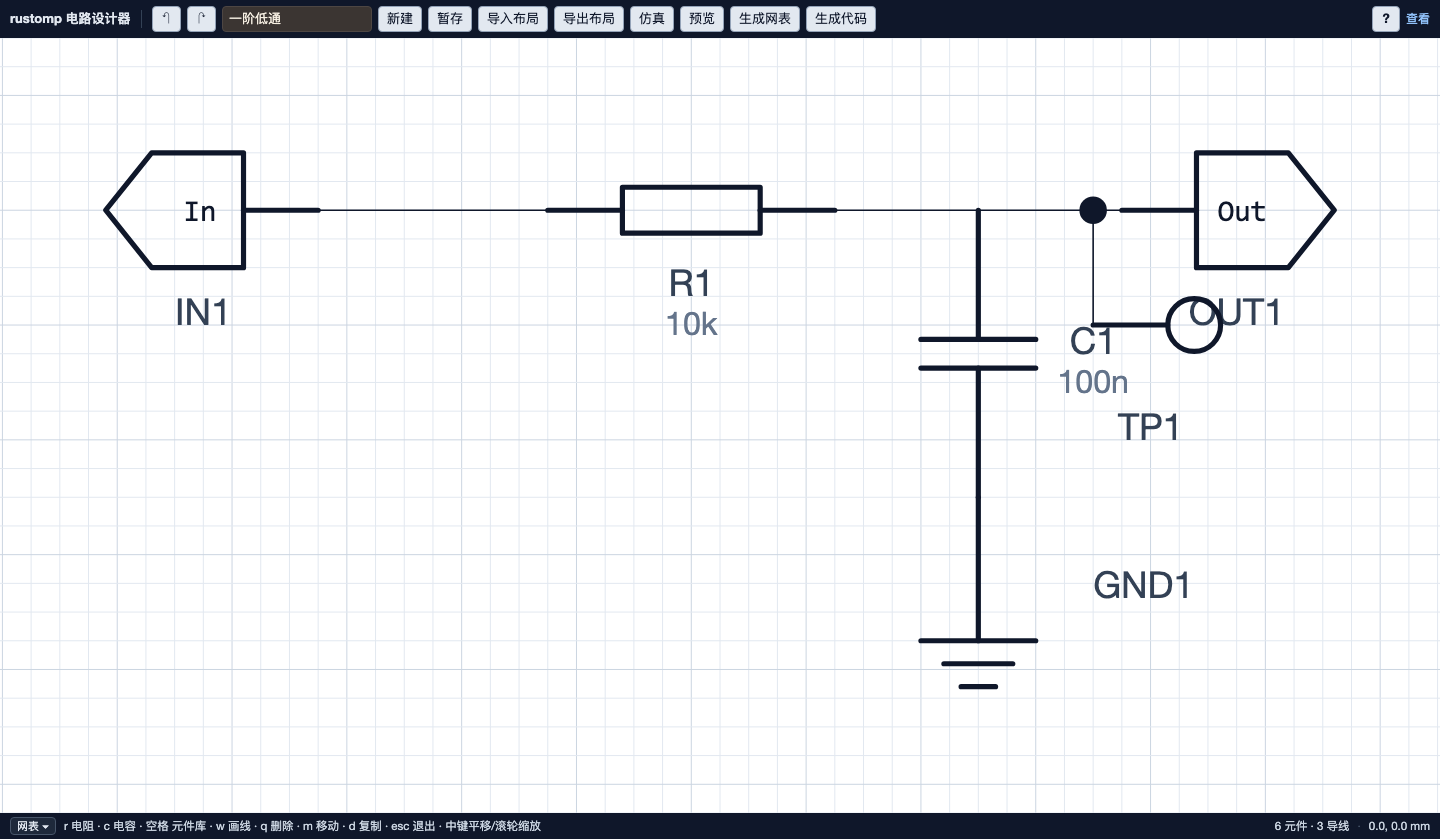 rustomp 电路设计器 一阶低通 新建 暂存 导入布局 导出布局 仿真 预览 生成网表 生成代码 ? 查看
In
Out
R1
10k
IN1
OUT1
C1
100n
TP1
GND1
网表 r 电阻 · c 电容 · 空格 元件库 · w 画线 · q 删除 · m 移动 · d 复制 · esc 退出 · 中键平移/滚轮缩放 6 元件 · 3 导线 · 0.0, 0.0 mm